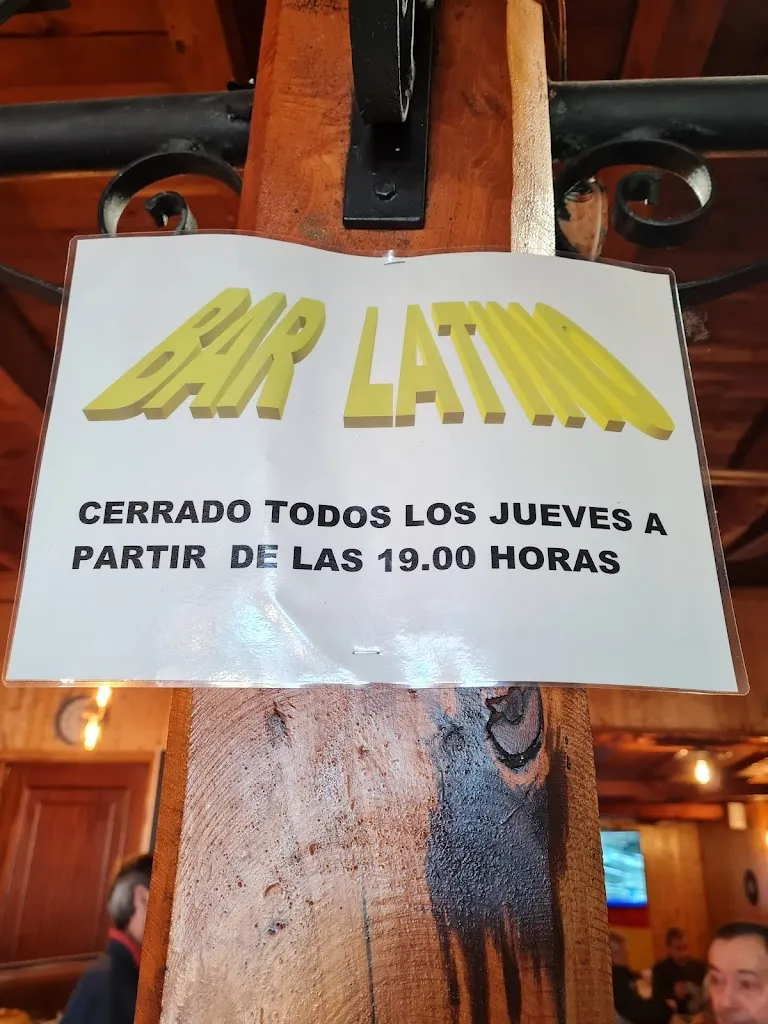 BAR LATINO
CERRADO TODOS LOS JUEVES A
PARTIR DE LAS 19.00 HORAS